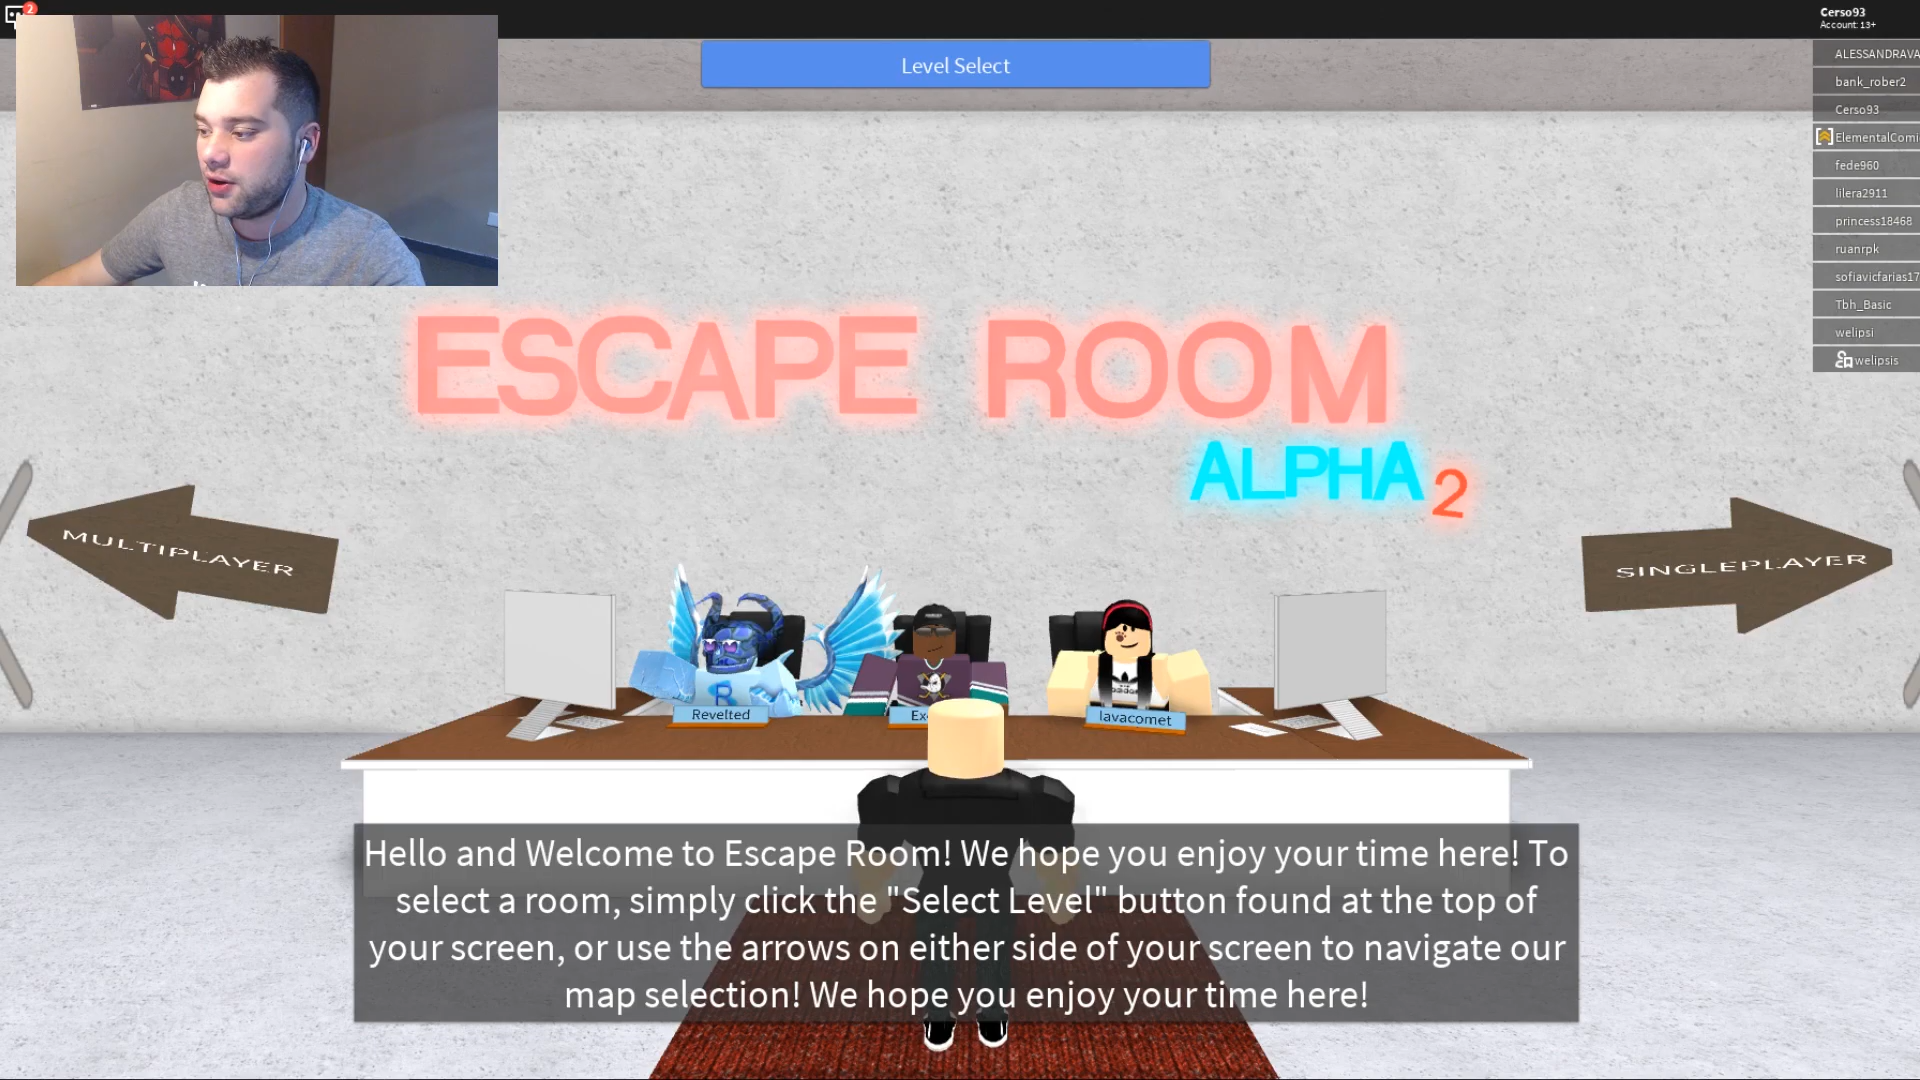 2
Cerso93
Account: 13+
Level Select
ALESSANDRAVA
bank_rober2
Cerso93
ElementalComi
fede960
lilera2911
princess18468
ruanrpk
sofiavicfarias17
Tbh_Basic
welipsi
welipsis
ESCAPE ROOM
ALPHA 2
MULTIPLAYER
SINGLEPLAYER
R
adidas
Revelted
Ex
lavacomet
Hello and Welcome to Escape Room! We hope you enjoy your time here! To
select a room, simply click the "Select Level" button found at the top of
your screen, or use the arrows on either side of your screen to navigate our
map selection! We hope you enjoy your time here!